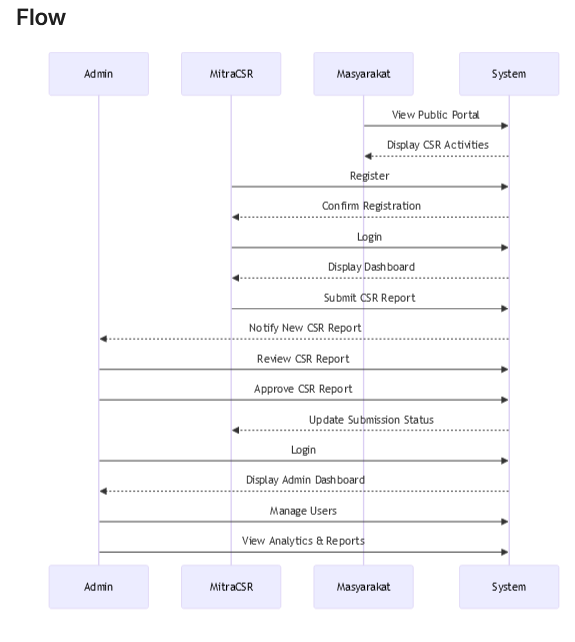 Flow
Admin
MitraCSR
Masyarakat
System
View Public Portal
Display CSR Activities
Register
Confirm Registration
Login
Display Dashboard
Submit CSR Report
Notify New CSR Report
Review CSR Report
Approve CSR Report
Update Submission Status
Login
Display Admin Dashboard
Manage Users
View Analytics & Reports
Admin
MitraCSR
Masyarakat
System